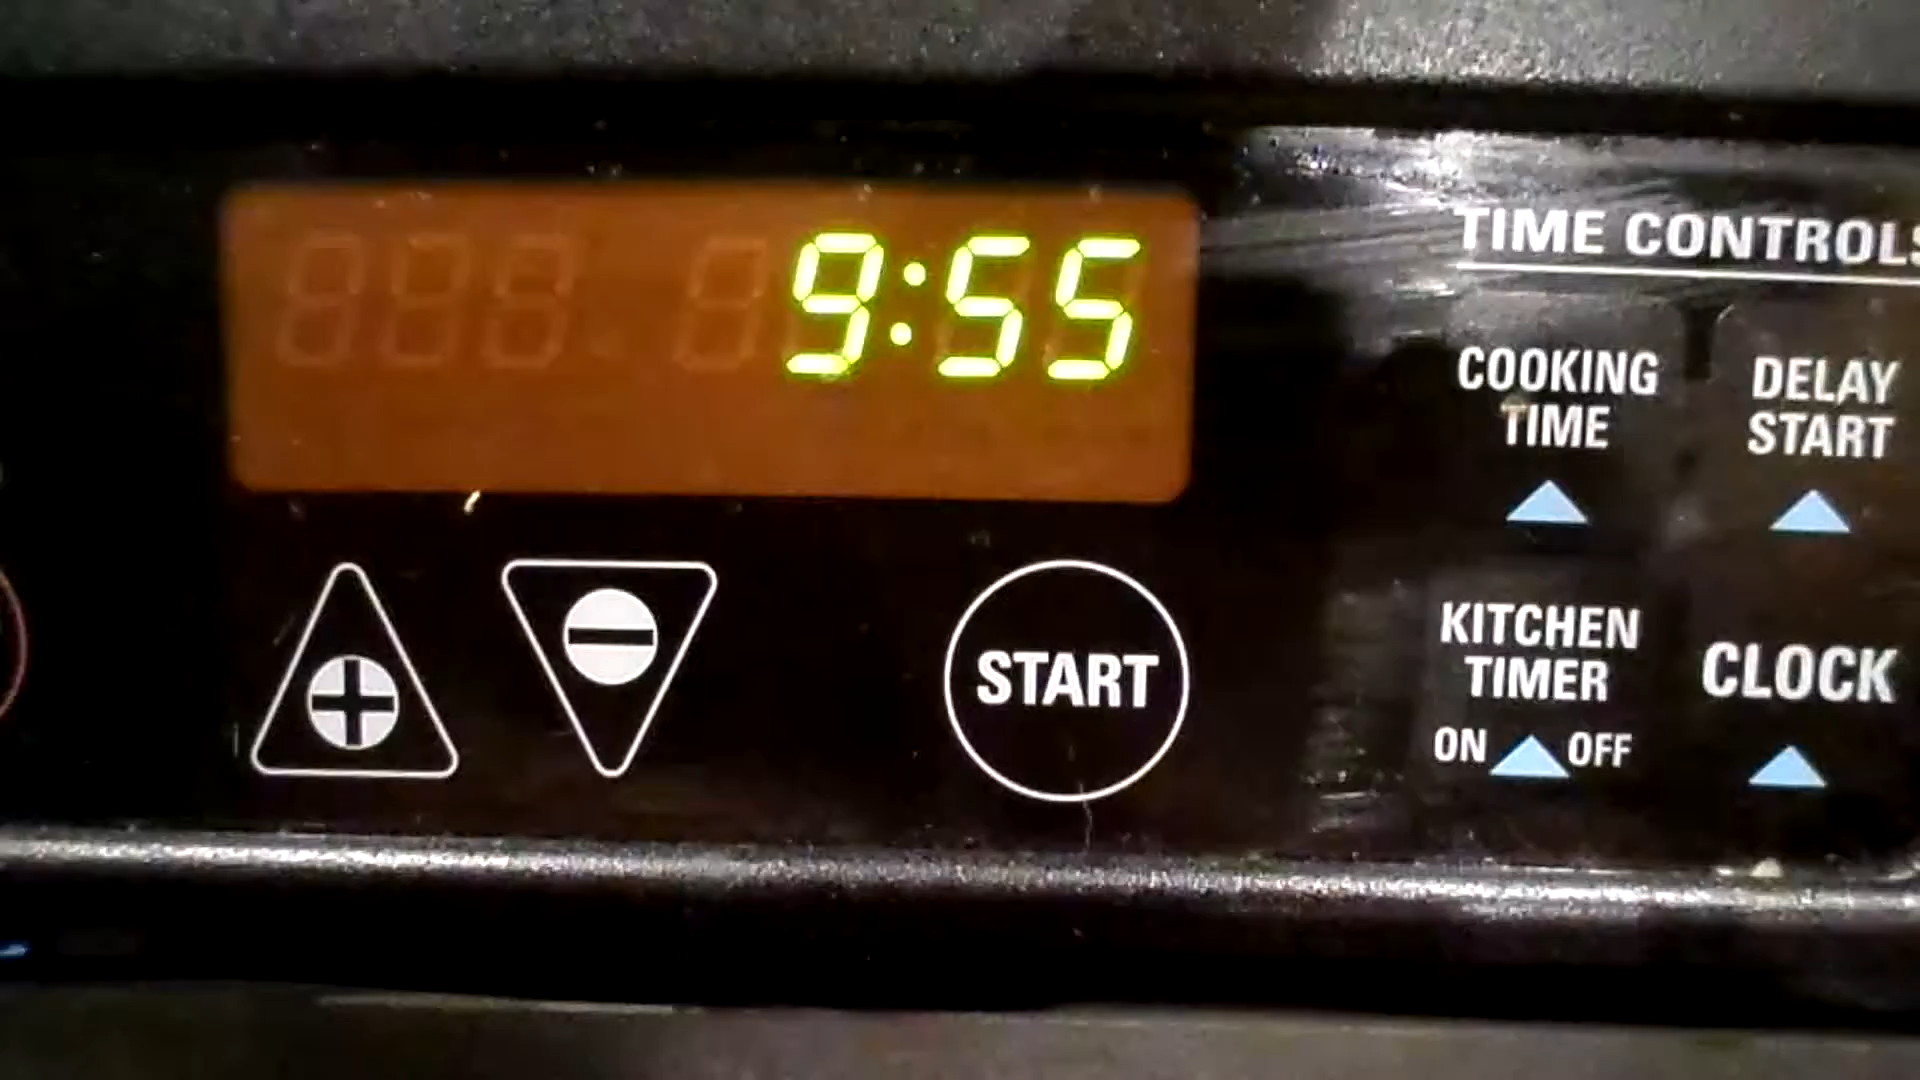 9:55
TIME CONTROLS
COOKING
TIME
DELAY
START
START
KITCHEN
TIMER
ON OFF
CLOCK